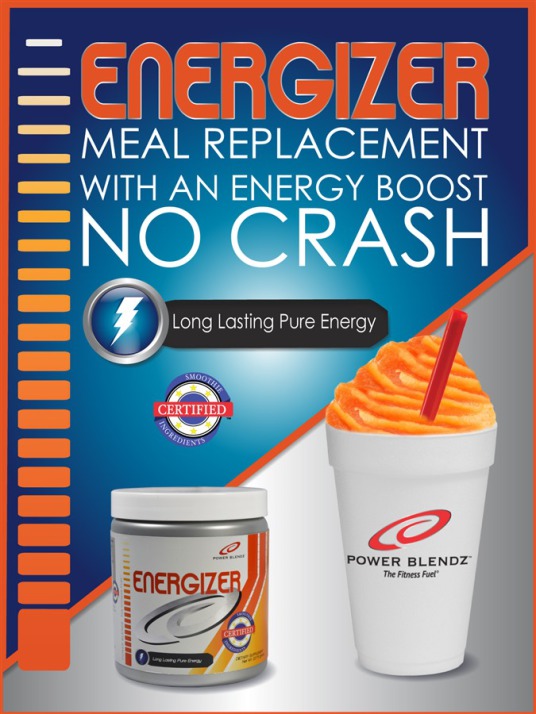 ENERGIZER
MEAL REPLACEMENT
WITH AN ENERGY BOOST
NO CRASH
Long Lasting Pure Energy
SMOOTHIE
CERTIFIED
INGREDIENTS
POWER BLENDZ
ENERGIZER
CERTIFIED
Long Lasting Pure Energy
POWER BLENDZ™
The Fitness Fuel®